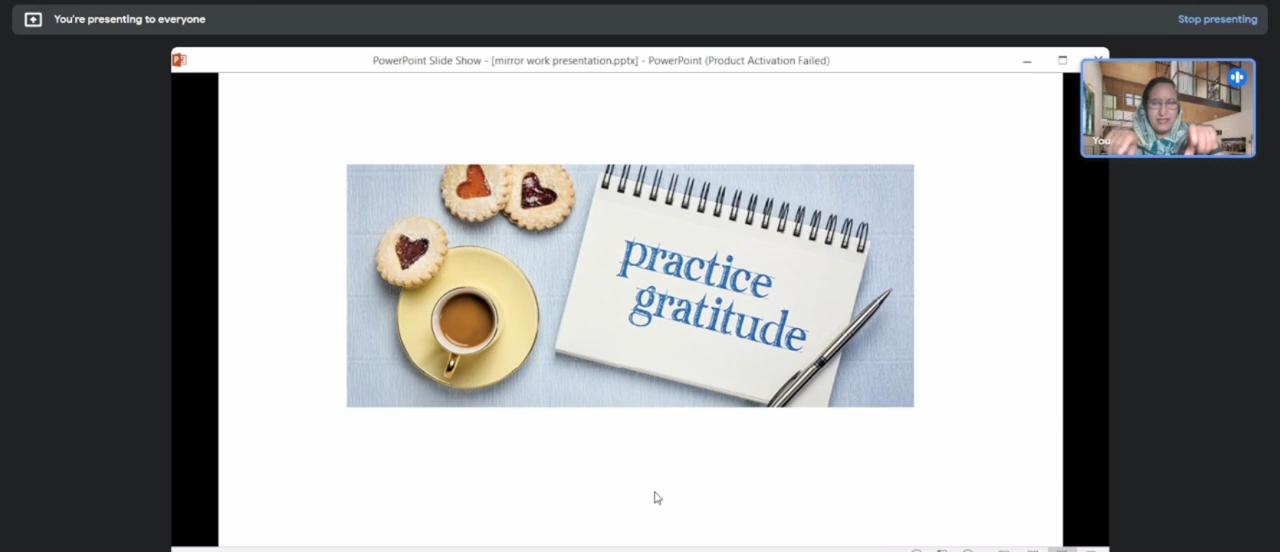 You're presenting to everyone
Stop presenting
PowerPoint Slide Show - [mirror work presentation.pptx] - PowerPoint (Product Activation Failed)
You
practice
gratitude